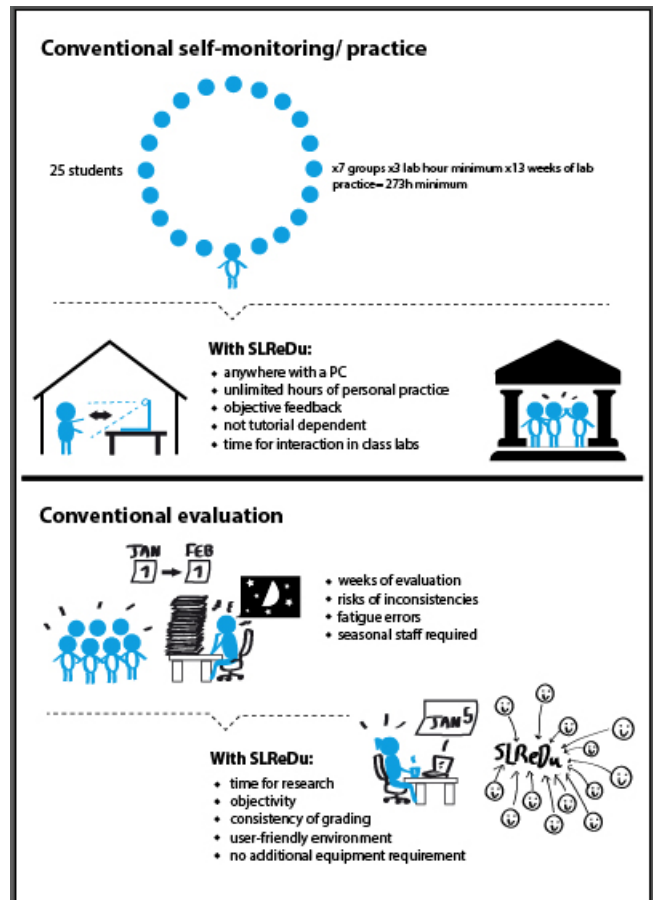 Conventional self-monitoring/ practice
25 students
x7 groups x3 lab hour minimum x13 weeks of lab
practice= 273h minimum
With SLReDu:
anywhere with a PC
unlimited hours of personal practice
objective feedback
not tutorial dependent
time for interaction in class labs
Conventional evaluation
JAN FEB
1 1
weeks of evaluation
risks of inconsistencies
fatigue errors
seasonal staff required
JAN 5
?
SLReDu
With SLReDu:
time for research
objectivity
consistency of grading
user-friendly environment
no additional equipment requirement